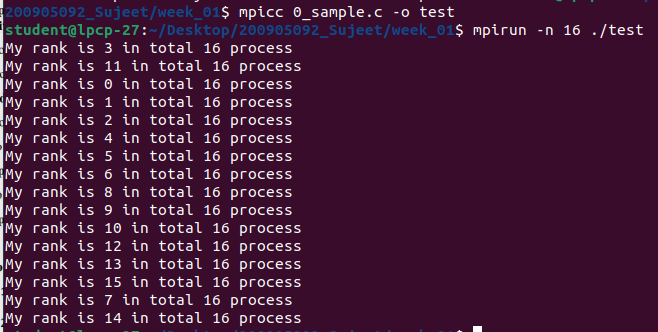 200905092_Sujeet/week_01$ mpicc 0_sample.c -o test
student@lpcp-27:~/Desktop/200905092_Sujeet/week_01$ mpirun -n 16 ./test
My rank is 3 in total 16 process
My rank is 11 in total 16 process
My rank is 0 in total 16 process
My rank is 1 in total 16 process
My rank is 2 in total 16 process
My rank is 4 in total 16 process
My rank is 5 in total 16 process
My rank is 6 in total 16 process
My rank is 8 in total 16 process
My rank is 9 in total 16 process
My rank is 10 in total 16 process
My rank is 12 in total 16 process
My rank is 13 in total 16 process
My rank is 15 in total 16 process
My rank is 7 in total 16 process
My rank is 14 in total 16 process